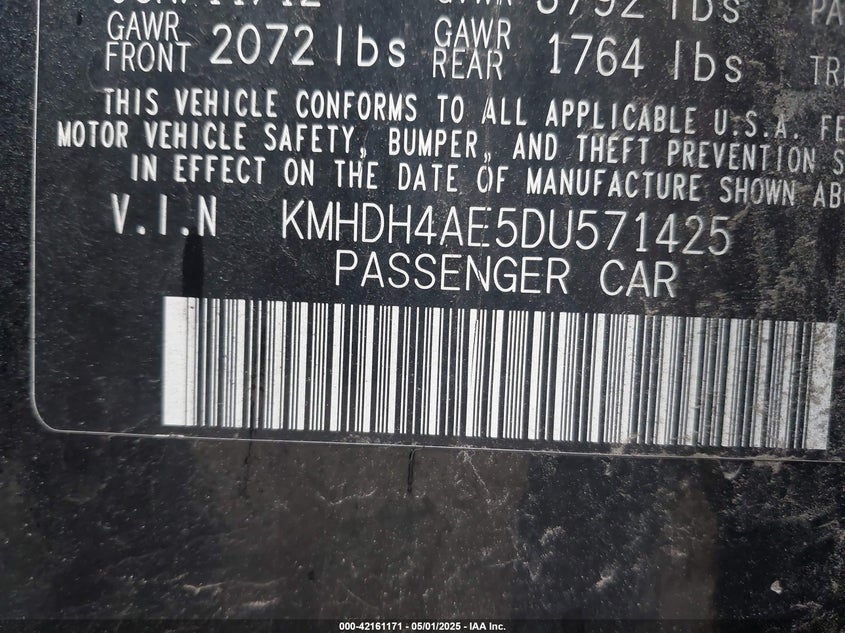 GAWR FRONT 2072 lbs GAWR REAR 1764 lbs
THIS VEHICLE CONFORMS TO ALL APPLICABLE U.S.A.
MOTOR VEHICLE SAFETY, BUMPER, AND THEFT PREVENTION
IN EFFECT ON THE DATE OF MANUFACTURE SHOWN
V.I.N KMHDH4AE5DU571425
PASSENGER CAR
000-42161171 - 05/01/2025 - IAA Inc.